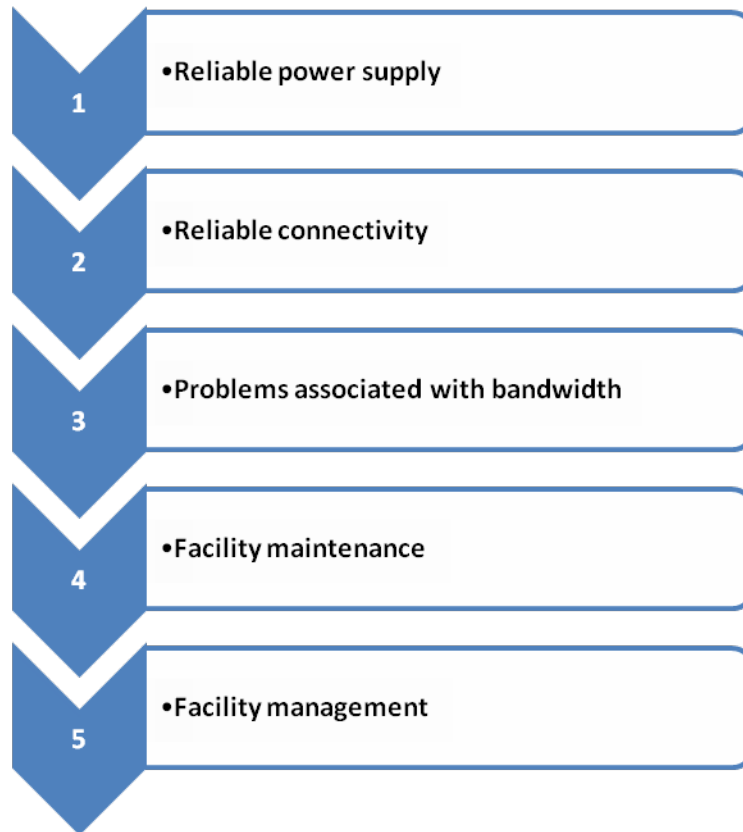 1
•Reliable power supply
2
•Reliable connectivity
3
•Problems associated with bandwidth
4
•Facility maintenance
5
•Facility management